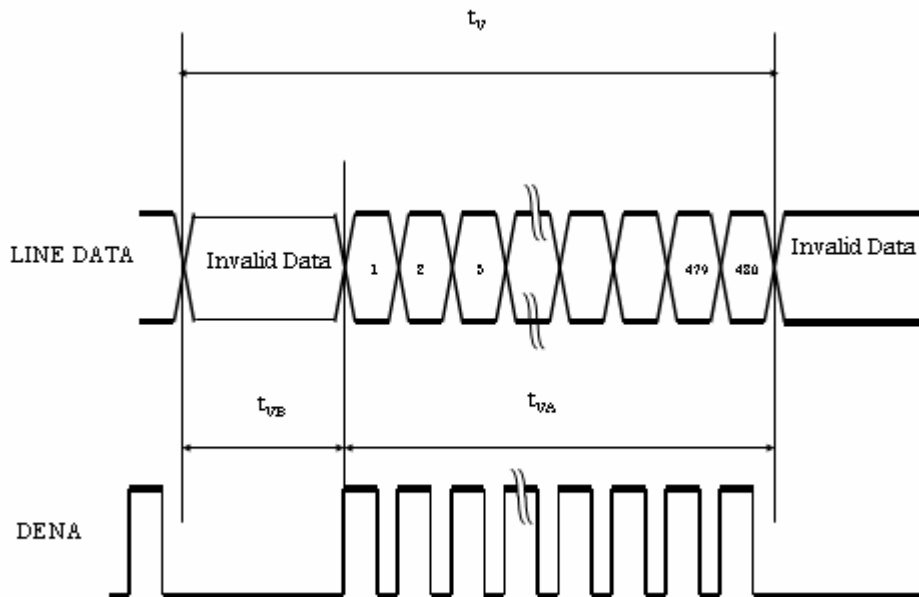 t_V
LINE DATA
Invalid Data
1
2
3
479
480
Invalid Data
t_VB
t_VA
DENA